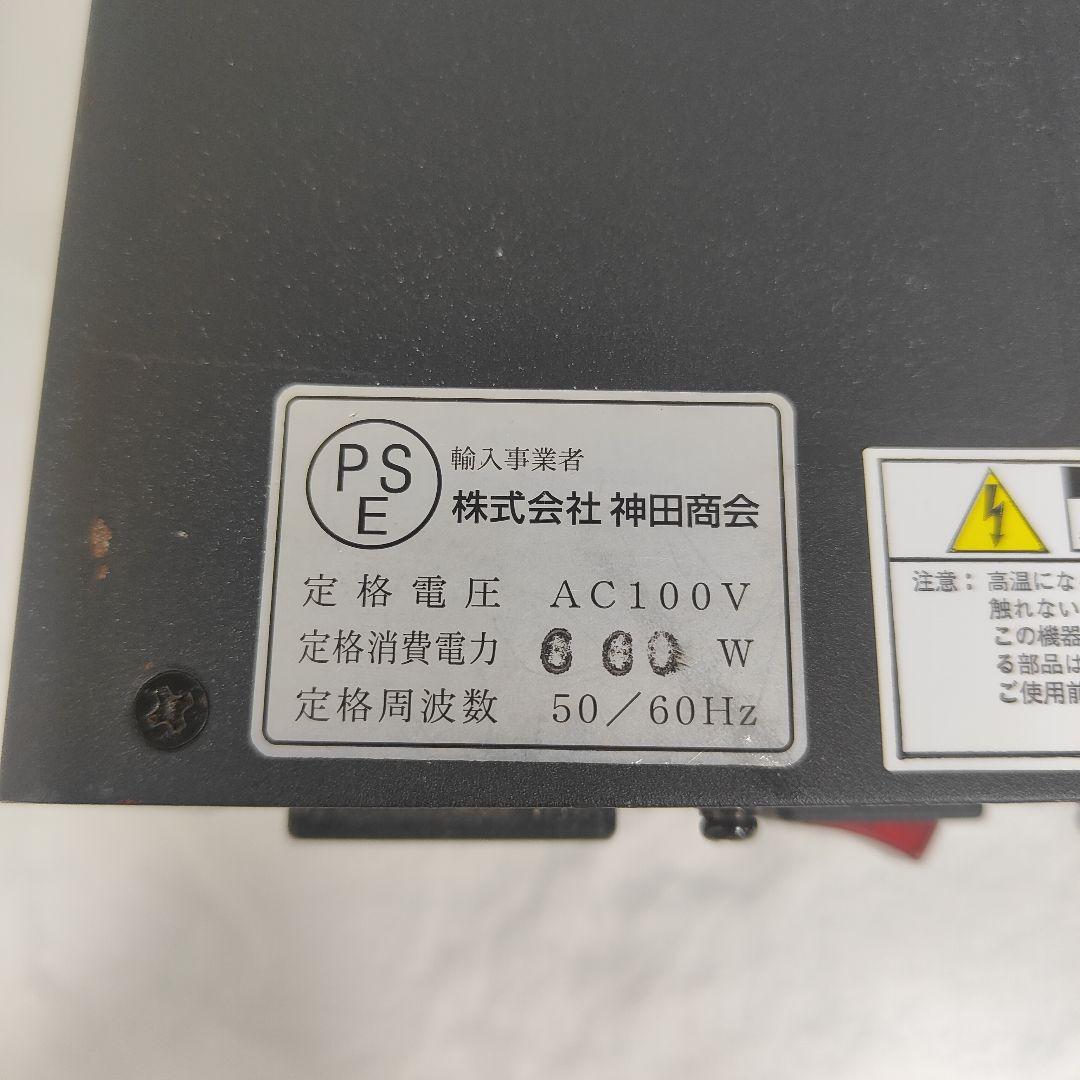 PSE
輸入事業者
株式会社 神田商会
定格電圧 AC100V
定格消費電力 660 W
定格周波数 50/60Hz
注意：高温にな
触れない
この機器
る部品は
ご使用前